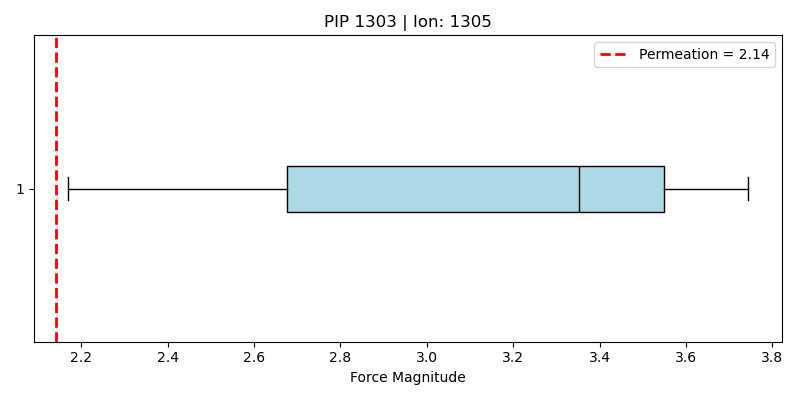 PIP 1303 | Ion: 1305
Permeation = 2.14
1
2.2 2.4 2.6 2.8 3.0 3.2 3.4 3.6 3.8
Force Magnitude